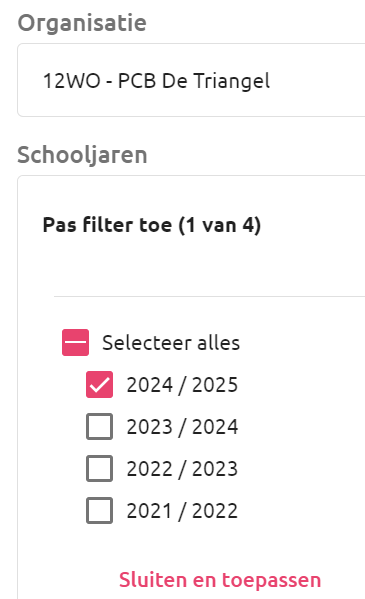 Organisatie
12WO - PCB De Triangel
Schooljaren
Pas filter toe (1 van 4)
Selecteer alles
2024 / 2025
2023 / 2024
2022 / 2023
2021 / 2022
Sluiten en toepassen